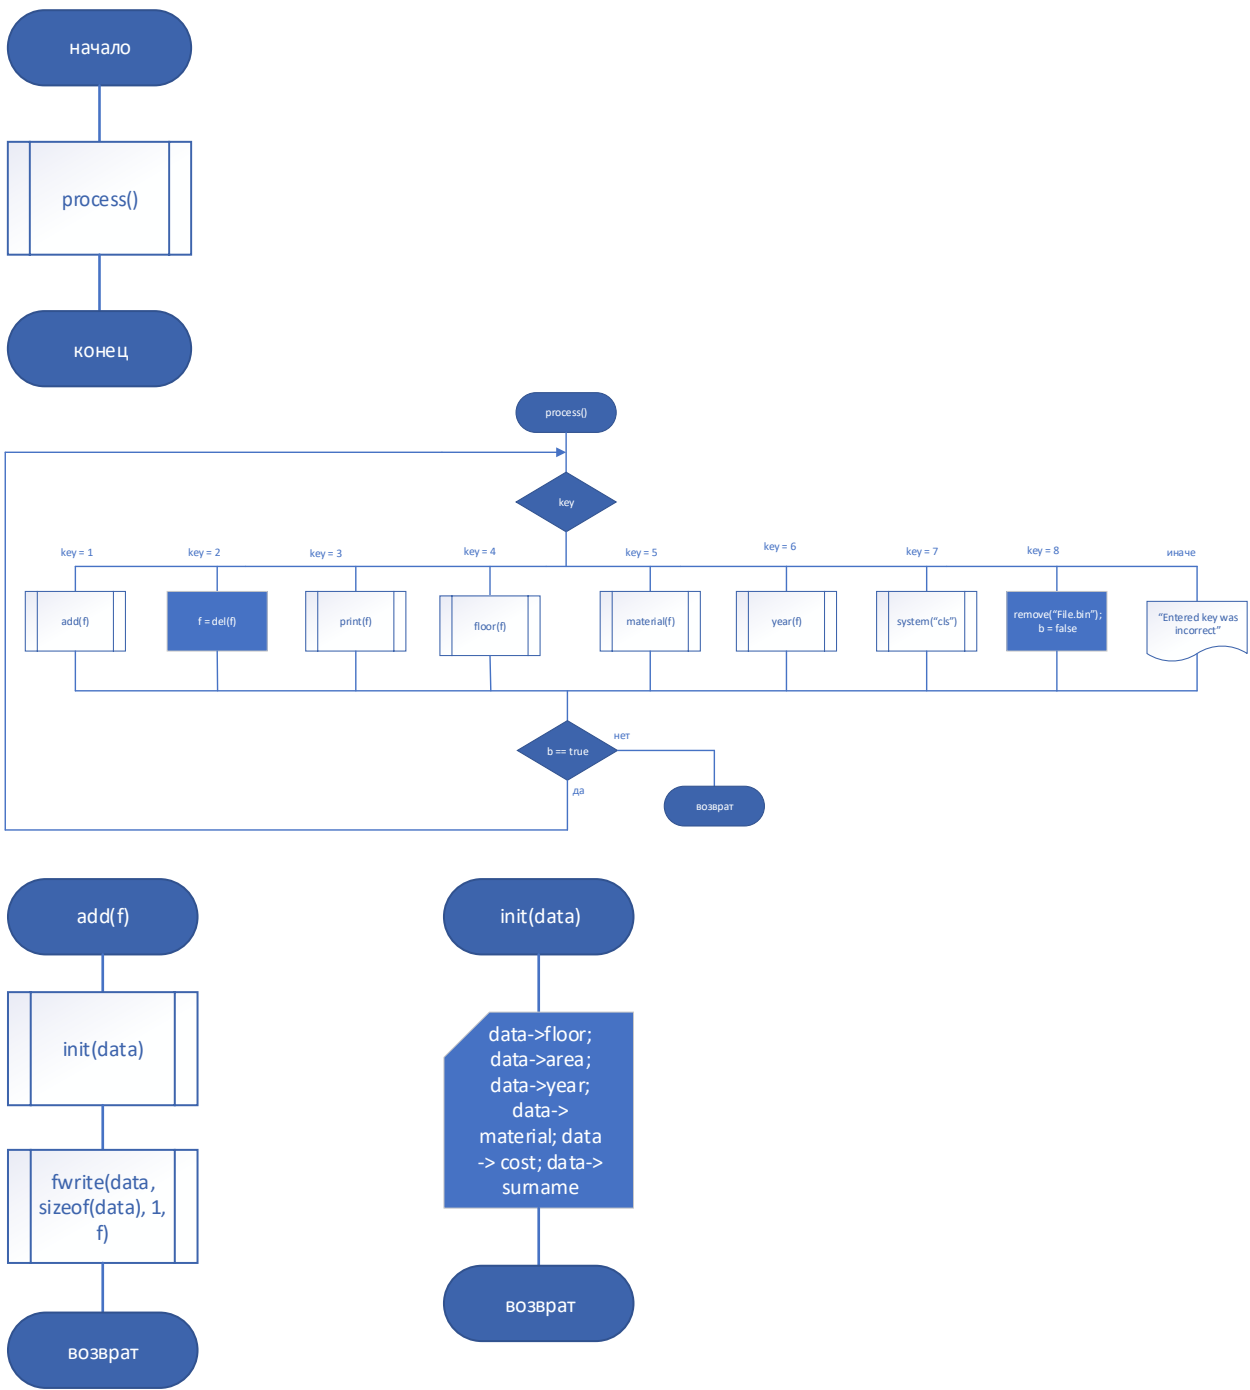 начало
process()
конец
process()
key
key = 1
key = 2
key = 3
key = 4
key = 5
key = 6
key = 7
key = 8
иначе
add(f)
f = del(f)
print(f)
floor(f)
material(f)
year(f)
system(“cls”)
remove(“File.bin”);
b = false
“Entered key was
incorrect”
b == true
нет
да
возврат
add(f)
init(data)
fwrite(data,
sizeof(data), 1,
f)
возврат
init(data)
data->floor;
data->area;
data->year;
data->
material; data
-> cost; data->
surname
возврат